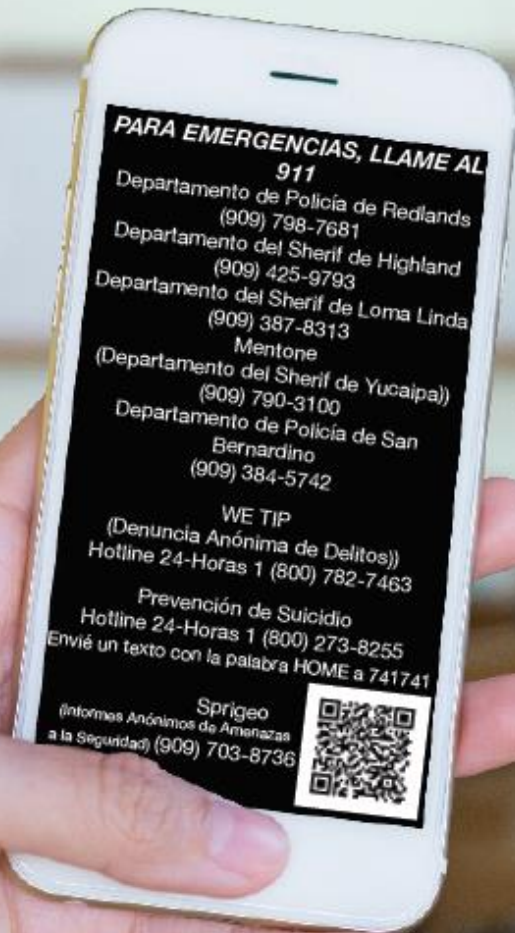 PARA EMERGENCIAS, LLAME AL
911
Departamento de Policía de Redlands
(909) 798-7681
Departamento del Sherif de Highland
(909) 425-9793
Departamento del Sherif de Loma Linda
(909) 387-8313
Mentone
(Departamento del Sherif de Yucaipa))
(909) 790-3100
Departamento de Policía de San
Bernardino
(909) 384-5742
WE TIP
(Denuncia Anónima de Delitos))
Hotline 24-Horas 1 (800) 782-7463
Prevención de Suicidio
Hotline 24-Horas 1 (800) 273-8255
Envié un texto con la palabra HOME a 741741
Sprigeo
(Informes Anónimos de Amenazas
a la Seguridad) (909) 703-8736